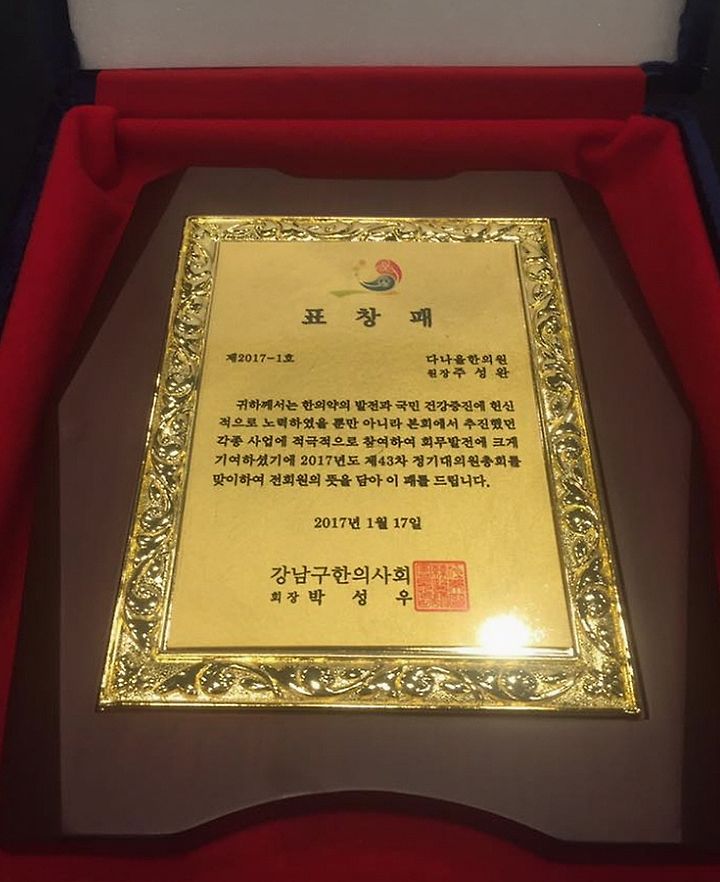 표 창 패
제2017-1호
다나을한의원
원장 주 성 완
귀하께서는 한의약의 발전과 국민 건강증진에 헌신
적으로 노력하였을 뿐만 아니라 본회에서 추진했던
각종 사업에 적극적으로 참여하여 회무발전에 크게
기여하셨기에 2017년도 제43차 정기대의원총회를
맞이하여 전회원의 뜻을 담아 이 패를 드립니다.
2017년 1월 17일
강남구한의사회
회장 박 성 우